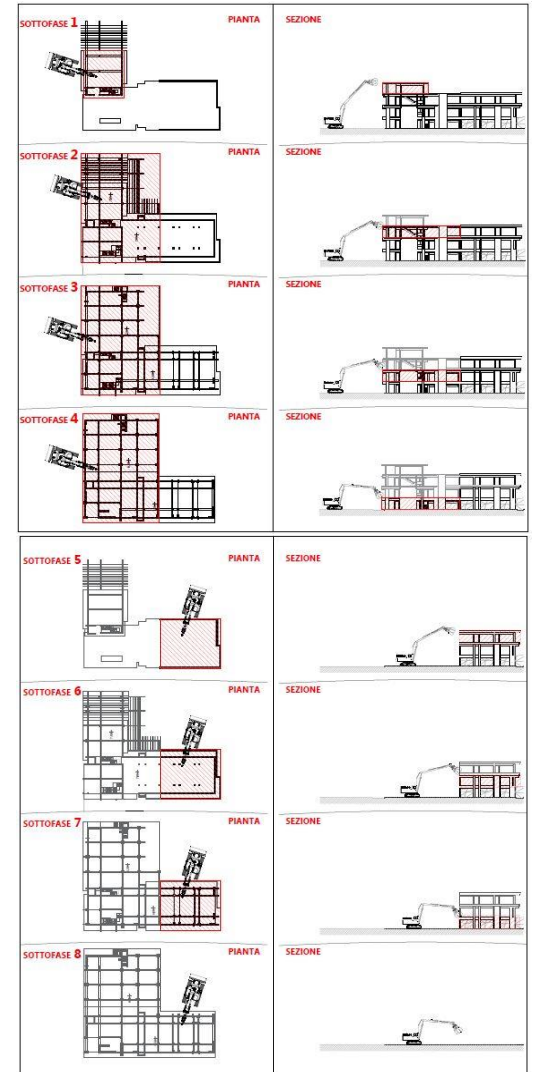 SOTTOFASE 1 PIANTA SEZIONE
SOTTOFASE 2 PIANTA SEZIONE
SOTTOFASE 3 PIANTA SEZIONE
SOTTOFASE 4 PIANTA SEZIONE
SOTTOFASE 5 PIANTA SEZIONE
SOTTOFASE 6 PIANTA SEZIONE
SOTTOFASE 7 PIANTA SEZIONE
SOTTOFASE 8 PIANTA SEZIONE